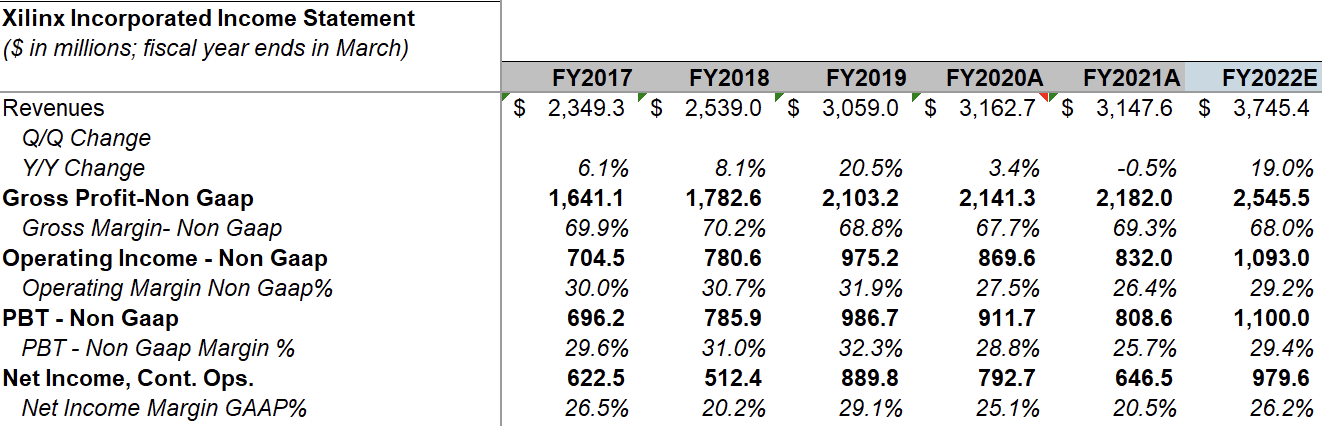 Xilinx Incorporated Income Statement
($ in millions; fiscal year ends in March)
FY2017 FY2018 FY2019 FY2020A FY2021A FY2022E
Revenues $ 2,349.3 $ 2,539.0 $ 3,059.0 $ 3,162.7 $ 3,147.6 $ 3,745.4
Q/Q Change
Y/Y Change 6.1% 8.1% 20.5% 3.4% -0.5% 19.0%
Gross Profit-Non Gaap 1,641.1 1,782.6 2,103.2 2,141.3 2,182.0 2,545.5
Gross Margin- Non Gaap 69.9% 70.2% 68.8% 67.7% 69.3% 68.0%
Operating Income - Non Gaap 704.5 780.6 975.2 869.6 832.0 1,093.0
Operating Margin Non Gaap% 30.0% 30.7% 31.9% 27.5% 26.4% 29.2%
PBT - Non Gaap 696.2 785.9 986.7 911.7 808.6 1,100.0
PBT - Non Gaap Margin % 29.6% 31.0% 32.3% 28.8% 25.7% 29.4%
Net Income, Cont. Ops. 622.5 512.4 889.8 792.7 646.5 979.6
Net Income Margin GAAP% 26.5% 20.2% 29.1% 25.1% 20.5% 26.2%